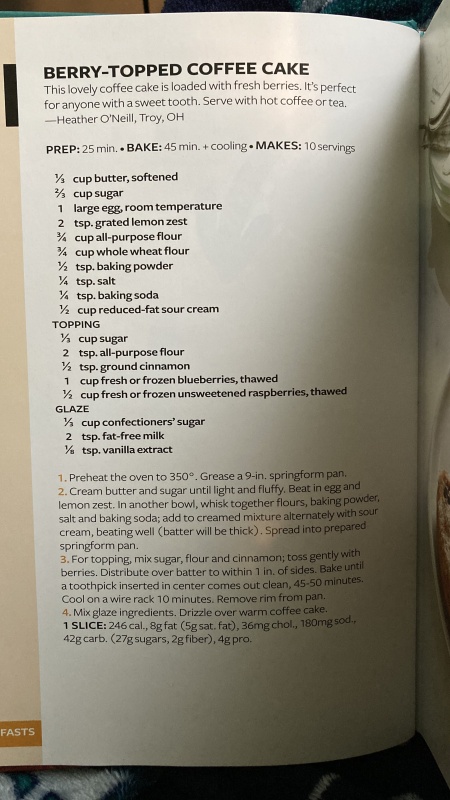 BERRY-TOPPED COFFEE CAKE
This lovely coffee cake is loaded with fresh berries. It's perfect
for anyone with a sweet tooth. Serve with hot coffee or tea.
—Heather O'Neill, Troy, OH
PREP: 25 min. • BAKE: 45 min. + cooling • MAKES: 10 servings
⅓ cup butter, softened
⅔ cup sugar
1 large egg, room temperature
2 tsp. grated lemon zest
¾ cup all-purpose flour
¾ cup whole wheat flour
½ tsp. baking powder
¼ tsp. salt
¼ tsp. baking soda
½ cup reduced-fat sour cream
TOPPING
⅓ cup sugar
2 tsp. all-purpose flour
½ tsp. ground cinnamon
1 cup fresh or frozen blueberries, thawed
½ cup fresh or frozen unsweetened raspberries, thawed
GLAZE
⅓ cup confectioners' sugar
2 tsp. fat-free milk
⅛ tsp. vanilla extract
1. Preheat the oven to 350°. Grease a 9-in. springform pan.
2. Cream butter and sugar until light and fluffy. Beat in egg and
lemon zest. In another bowl, whisk together flours, baking powder,
salt and baking soda; add to creamed mixture alternately with sour
cream, beating well (batter will be thick). Spread into prepared
springform pan.
3. For topping, mix sugar, flour and cinnamon; toss gently with
berries. Distribute over batter to within 1 in. of sides. Bake until
a toothpick inserted in center comes out clean, 45-50 minutes.
Cool on a wire rack 10 minutes. Remove rim from pan.
4. Mix glaze ingredients. Drizzle over warm coffee cake.
1 SLICE: 246 cal., 8g fat (5g sat. fat), 36mg chol., 180mg sod.,
42g carb. (27g sugars, 2g fiber), 4g pro.
FASTS